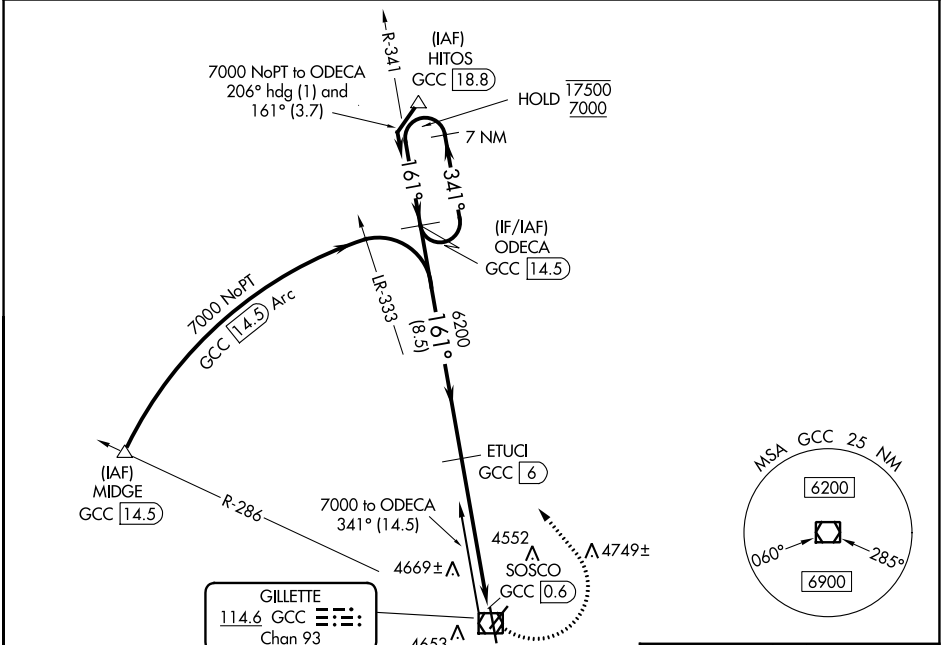 R-341
(IAF)
HITOS
GCC 18.8
7000 NoPT to ODECA
206° hdg (1) and
161° (3.7)
HOLD 17500
7000
7 NM
161°
341°
(IF/IAF)
ODECA
GCC 14.5
7000 NoPT
GCC 14.5 Arc
LR-333
6200
161°
(8.5)
(IAF)
MIDGE
GCC 14.5
R-286
ETUCI
GCC 6
7000 to ODECA
341° (14.5)
4552
4749±
4669±
SOSCO
GCC 0.6
GILLETTE
114.6 GCC
Chan 93
4653
MSA GCC 25 NM
6200
060°
285°
6900